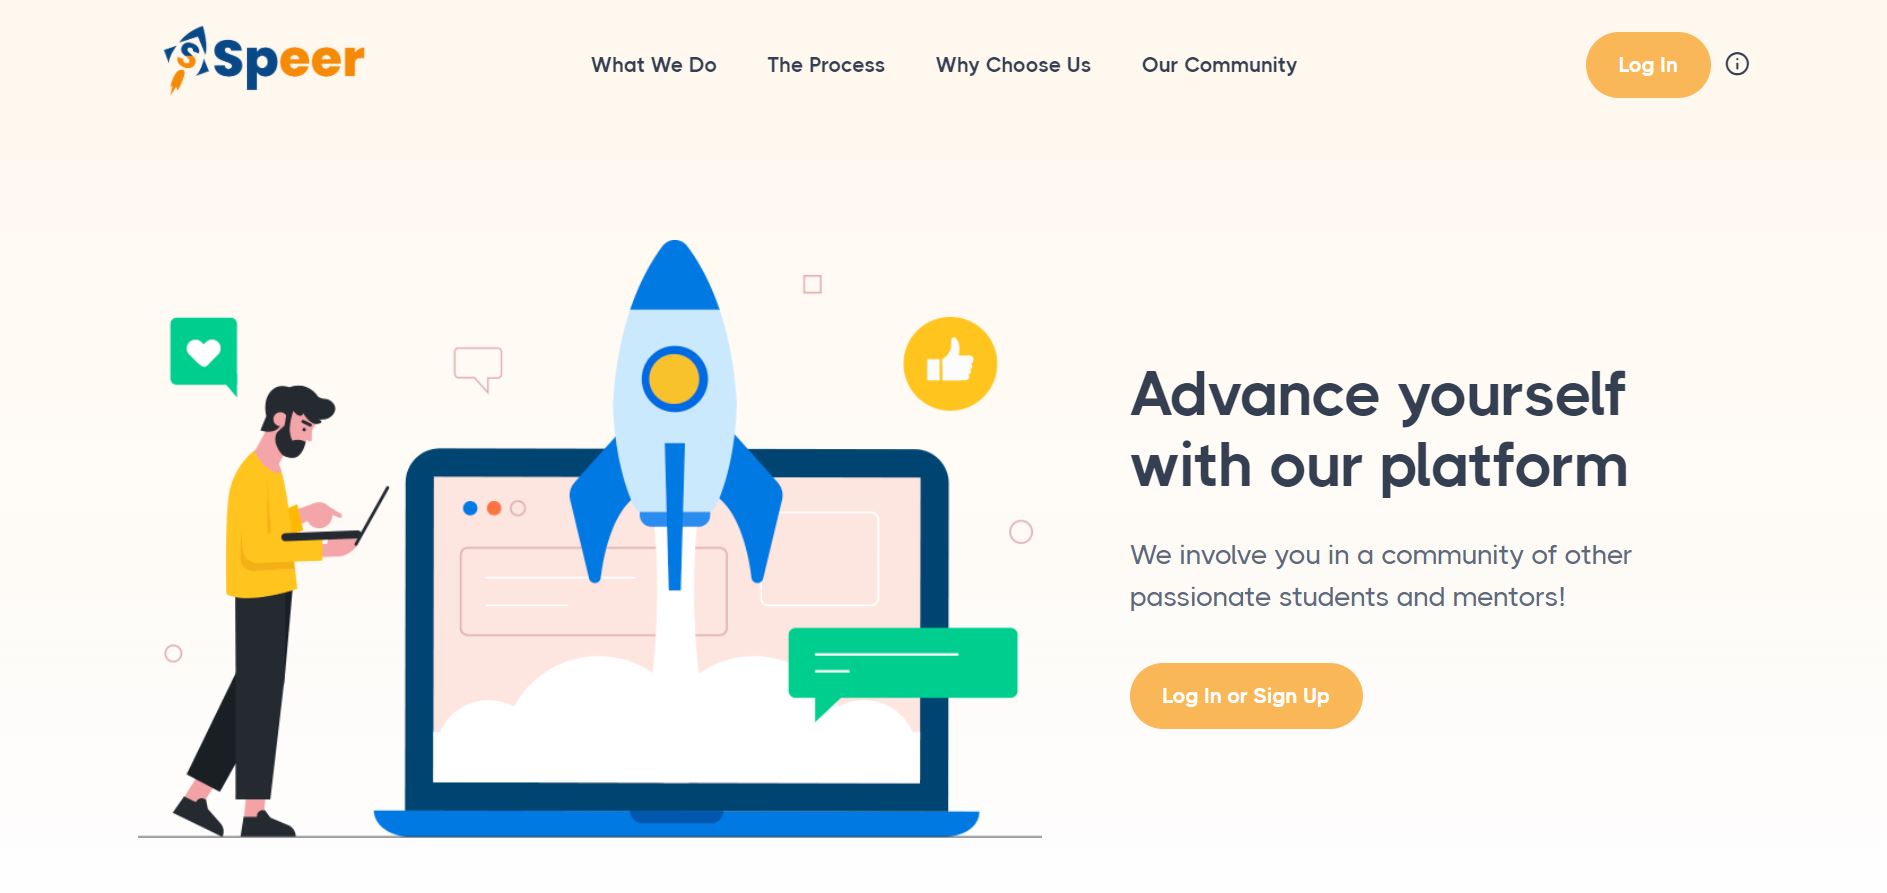 Speer
What We Do
The Process
Why Choose Us
Our Community
Log In
Advance yourself
with our platform
We involve you in a community of other
passionate students and mentors!
Log In or Sign Up